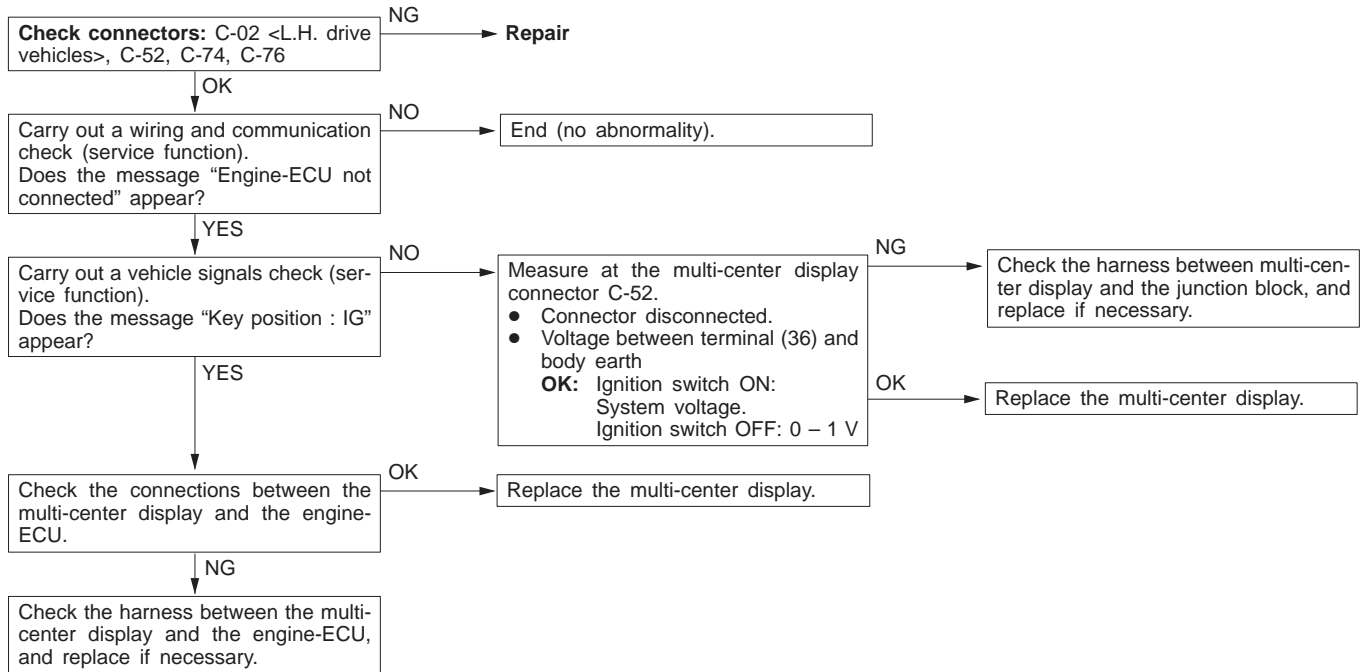 Check connectors: C-02 <L.H. drive
vehicles>, C-52, C-74, C-76
NG
Repair
OK
Carry out a wiring and communication
check (service function).
Does the message “Engine-ECU not
connected” appear?
NO
End (no abnormality).
YES
Carry out a vehicle signals check (ser-
vice function).
Does the message “Key position : IG”
appear?
NO
Measure at the multi-center display
connector C-52.
● Connector disconnected.
● Voltage between terminal (36) and
body earth
OK: Ignition switch ON:
System voltage.
Ignition switch OFF: 0 – 1 V
NG
Check the harness between multi-cen-
ter display and the junction block, and
replace if necessary.
OK
Replace the multi-center display.
YES
Check the connections between the
multi-center display and the engine-
ECU.
OK
Replace the multi-center display.
NG
Check the harness between the multi-
center display and the engine-ECU,
and replace if necessary.